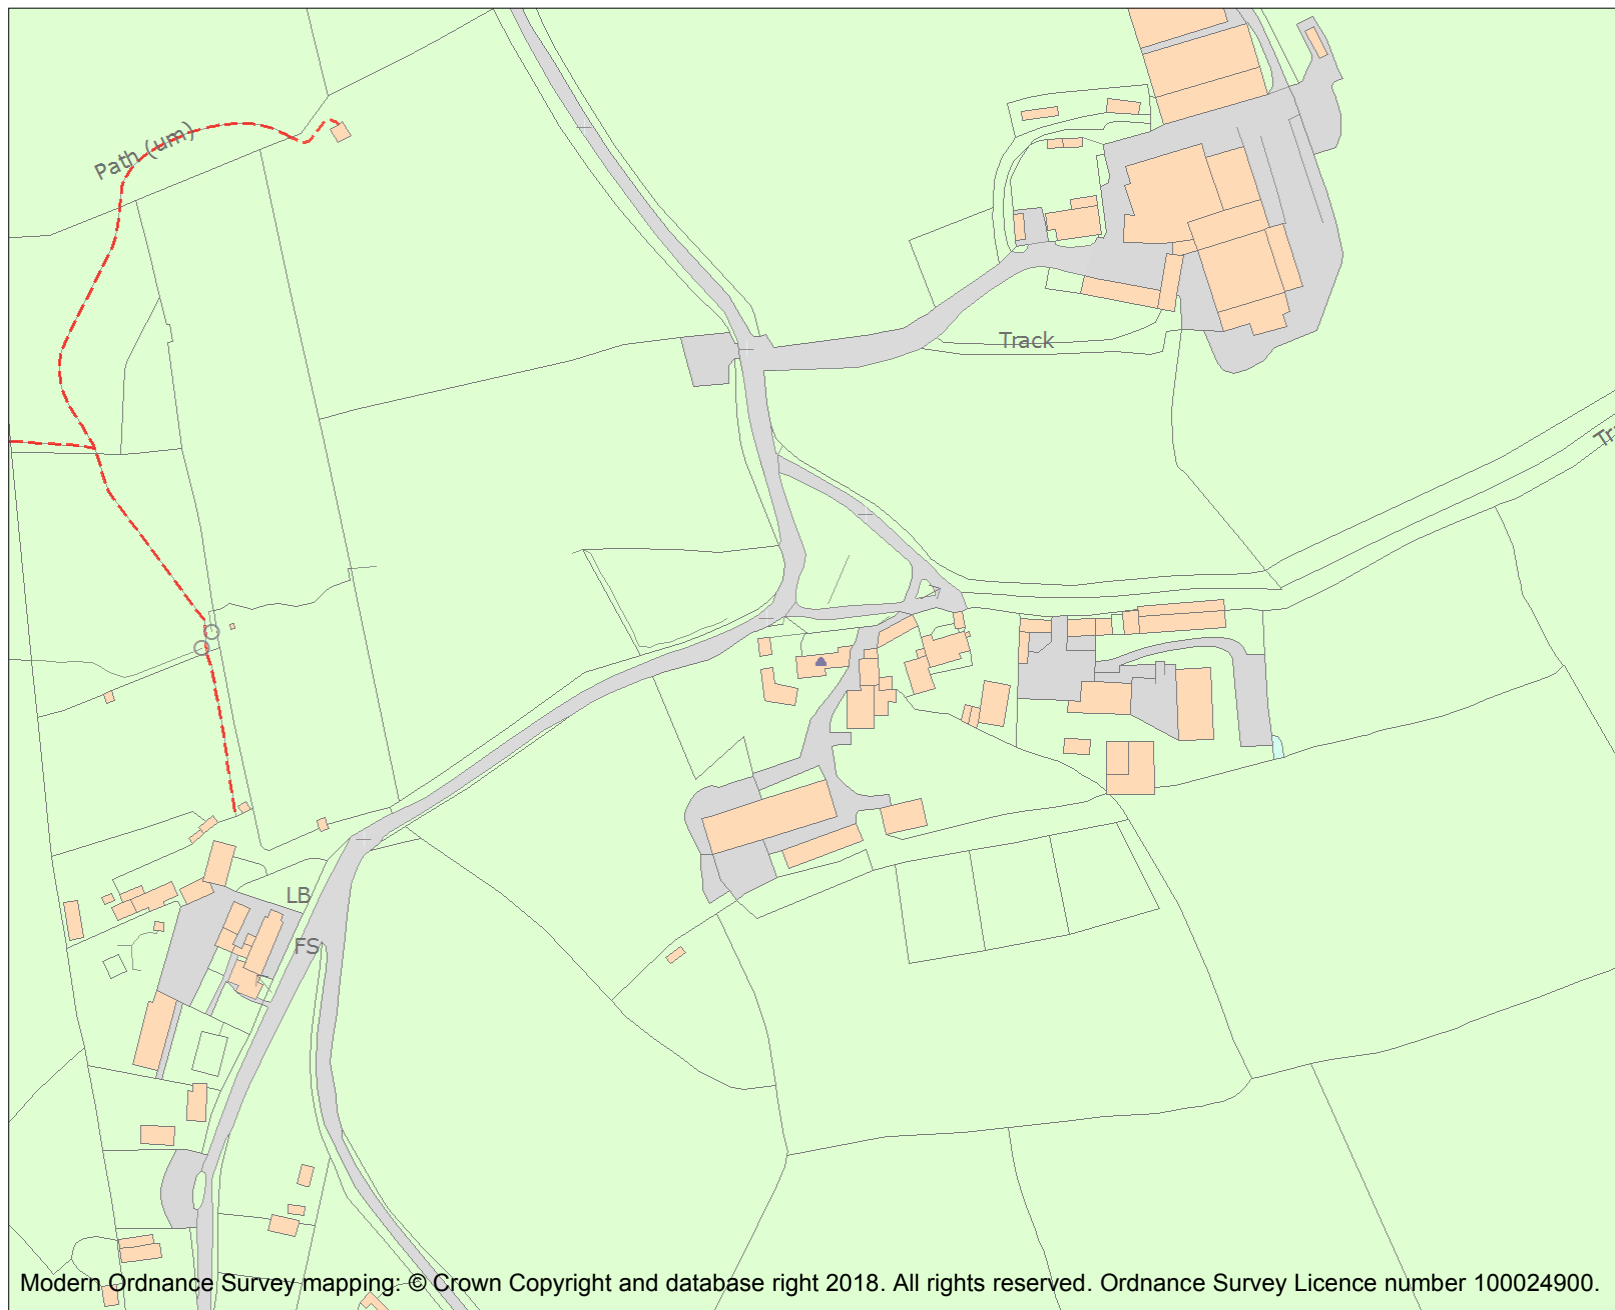 Path (um)
Track
Tr
LB
FS
Modern Ordnance Survey mapping: © Crown Copyright and database right 2018. All rights reserved. Ordnance Survey Licence number 100024900.